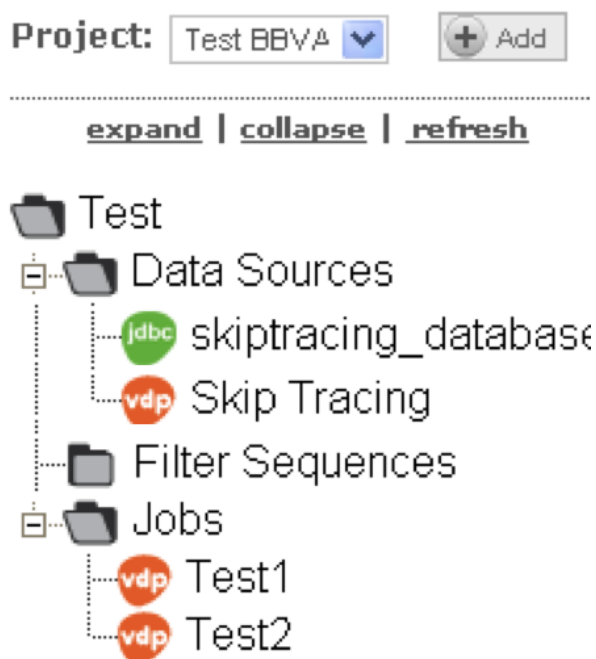 Project: Test BBVA Add
expand | collapse | refresh
Test
Data Sources
jdbc skiptracing_database
vdp Skip Tracing
Filter Sequences
Jobs
vdp Test1
vdp Test2